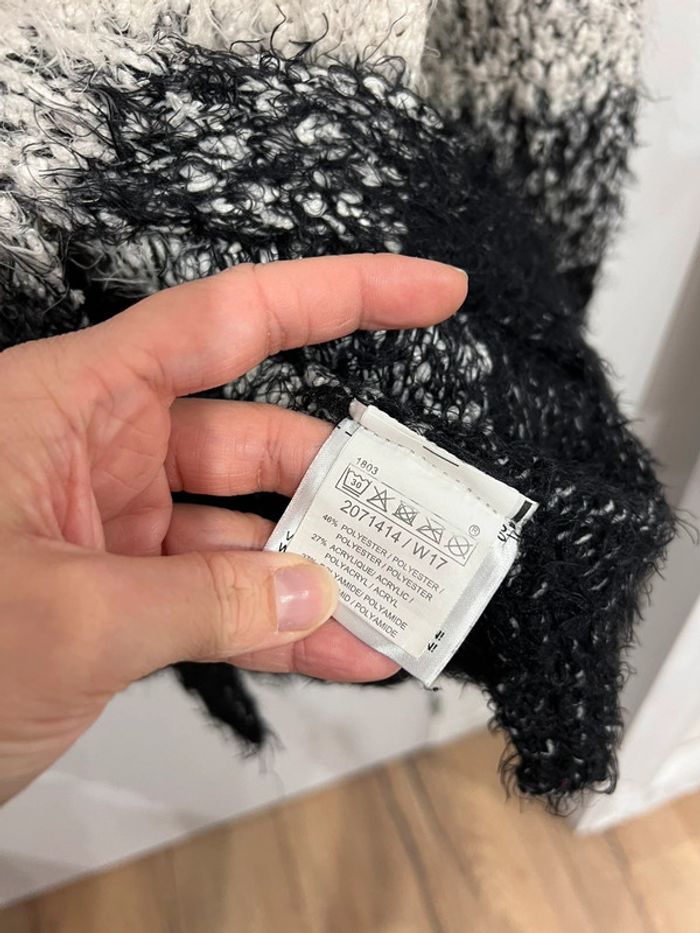 1803
30
®
2071414 / W17
46% POLYESTER / POLYESTER /
POLYESTER / POLYESTER
27% ACRYLIQUE / ACRYLIC /
POLYACRYL / ACRYL
POLYAMIDE / POLYAMIDE
/ POLYAMIDE